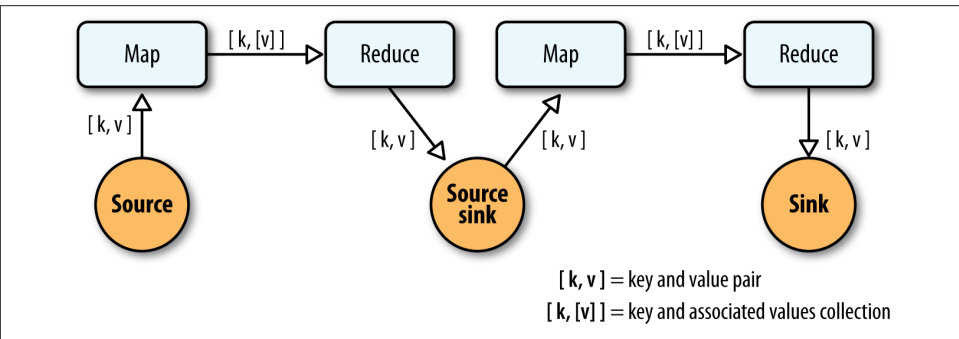 Map
[ k, [v] ]
Reduce
Map
[ k, [v] ]
Reduce
[ k, v ]
[ k, v ]
[ k, v ]
[ k, v ]
Source
Source
sink
Sink
[ k, v ] = key and value pair
[ k, [v] ] = key and associated values collection